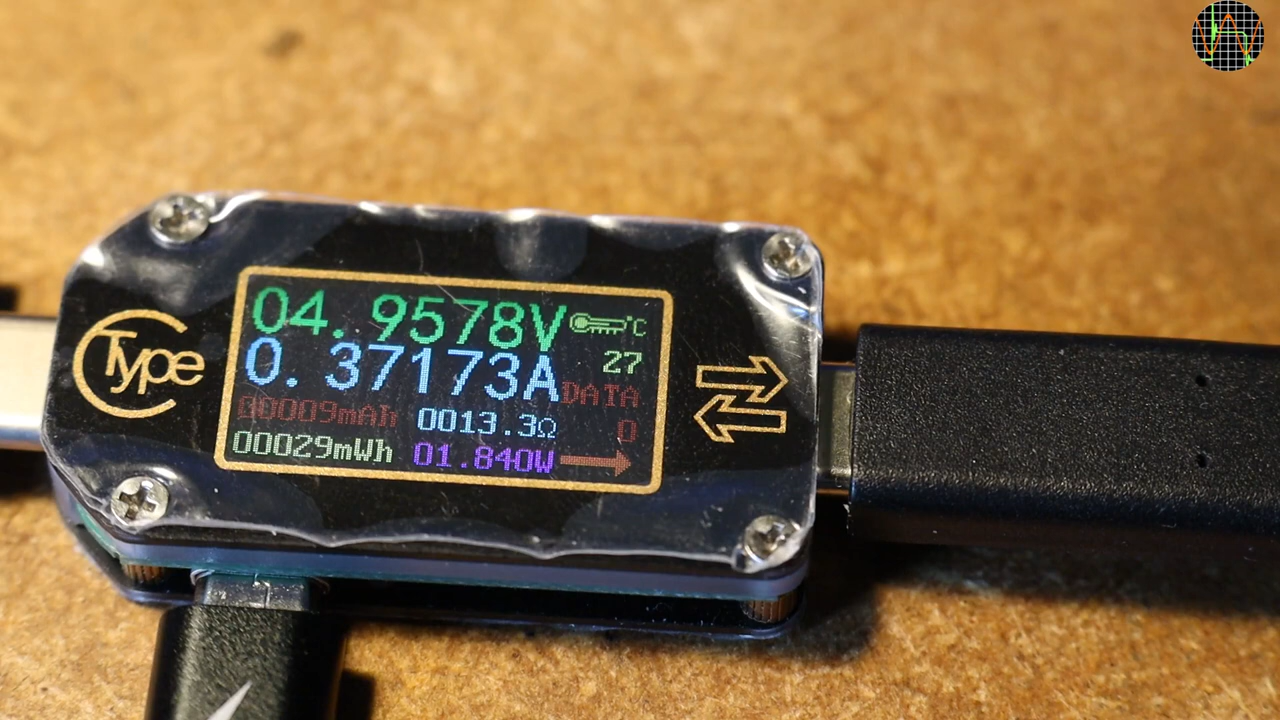 Type
04.9578V °C
0.37173A 27
DATA
00009mAh 0013.3Ω 0
00029mWh 01.840W